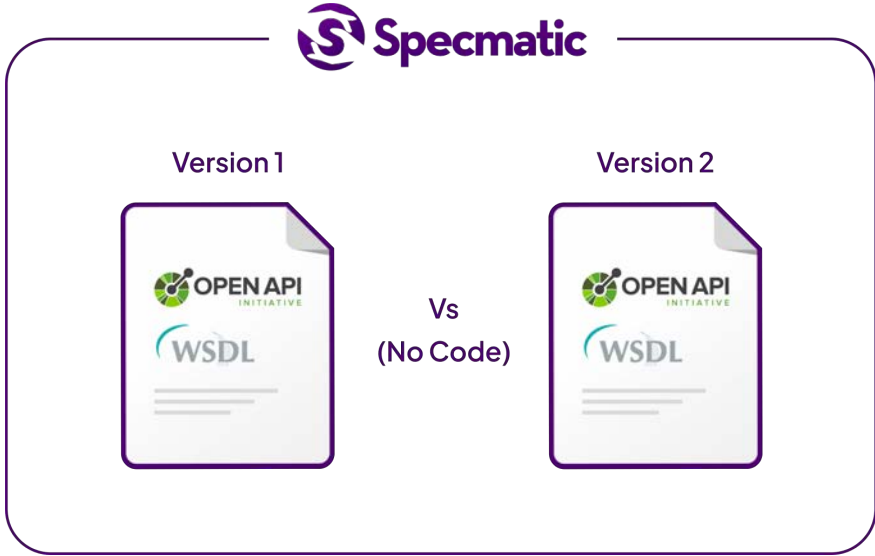 Specmatic
Version 1
Version 2
OPEN API
INITIATIVE
WSDL
Vs
(No Code)
OPEN API
INITIATIVE
WSDL